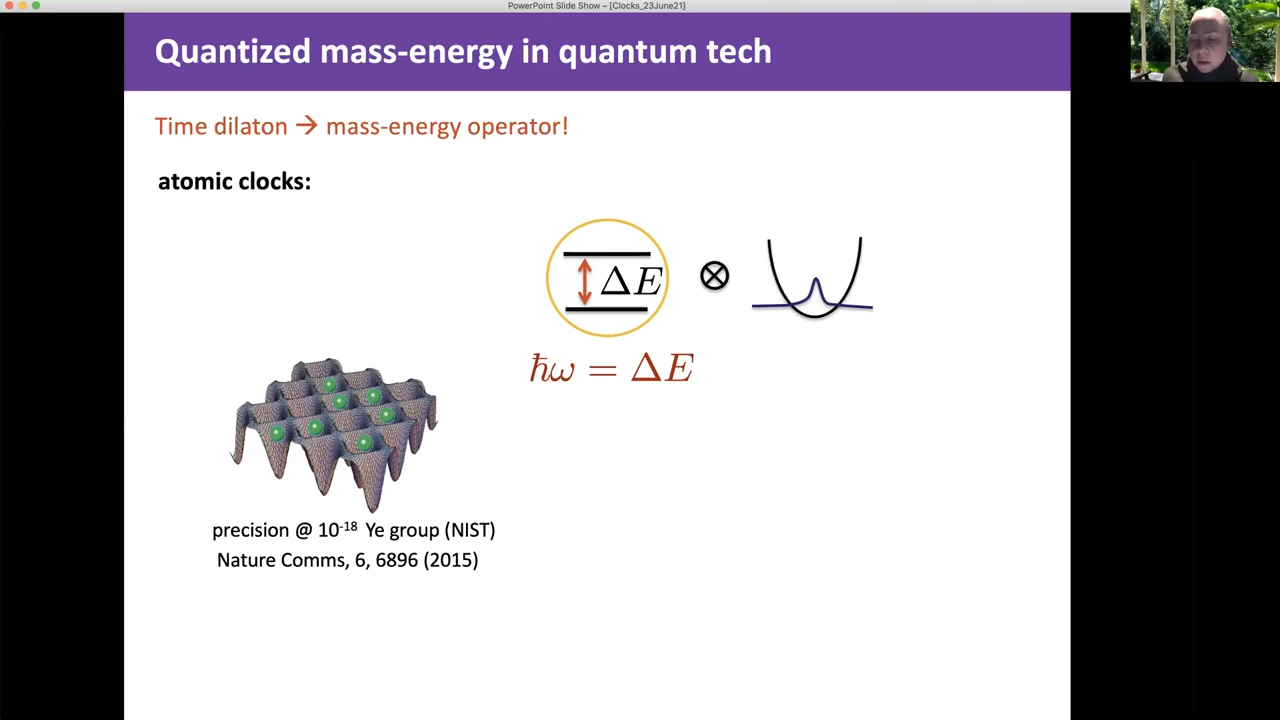 PowerPoint Slide Show – [Clocks_23June21]
Quantized mass-energy in quantum tech
Time dilaton → mass-energy operator!
atomic clocks:
ΔE
⊗
ħω = ΔE
precision @ 10⁻¹⁸ Ye group (NIST)
Nature Comms, 6, 6896 (2015)